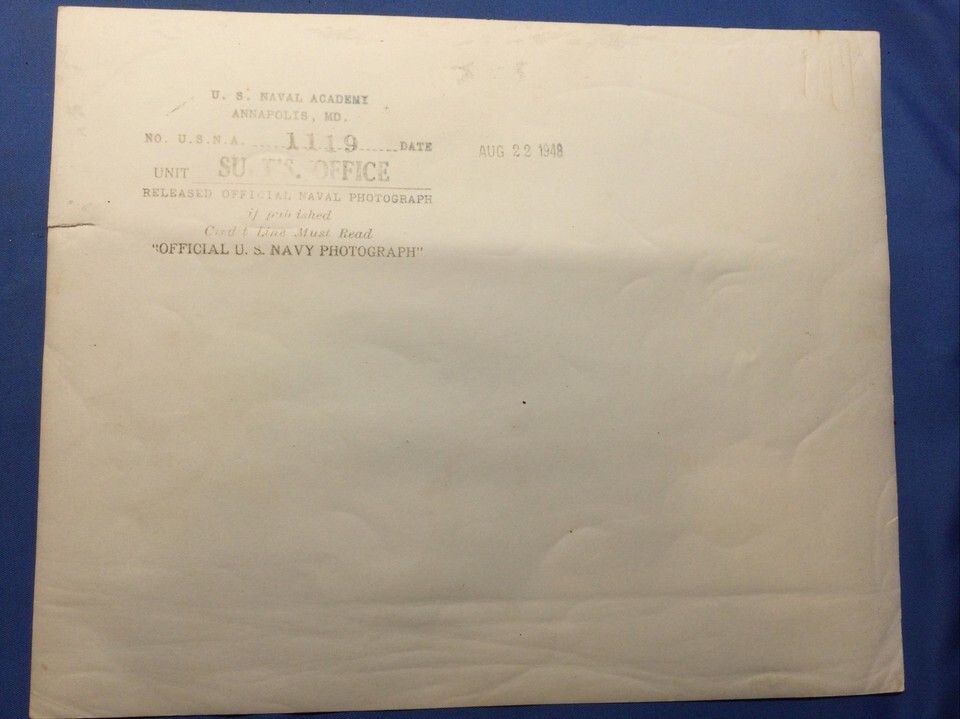 U. S. NAVAL ACADEMY
ANNAPOLIS, MD.
NO. U.S.N.A. 1119 DATE AUG 22 1948
UNIT SU T'S. OFFICE
RELEASED OFFICIAL NAVAL PHOTOGRAPH
if published
Credit Line Must Read
"OFFICIAL U. S. NAVY PHOTOGRAPH"